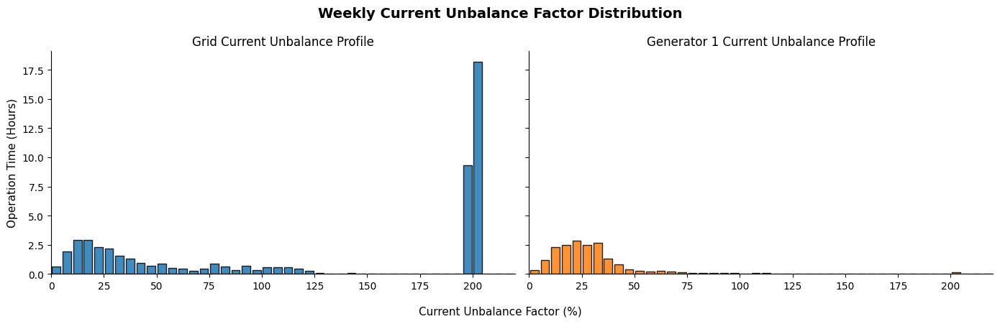 Weekly Current Unbalance Factor Distribution
Grid Current Unbalance Profile
Generator 1 Current Unbalance Profile
Operation Time (Hours)
17.5
15.0
12.5
10.0
7.5
5.0
2.5
0.0
0 25 50 75 100 125 150 175 200
0 25 50 75 100 125 150 175 200
Current Unbalance Factor (%)